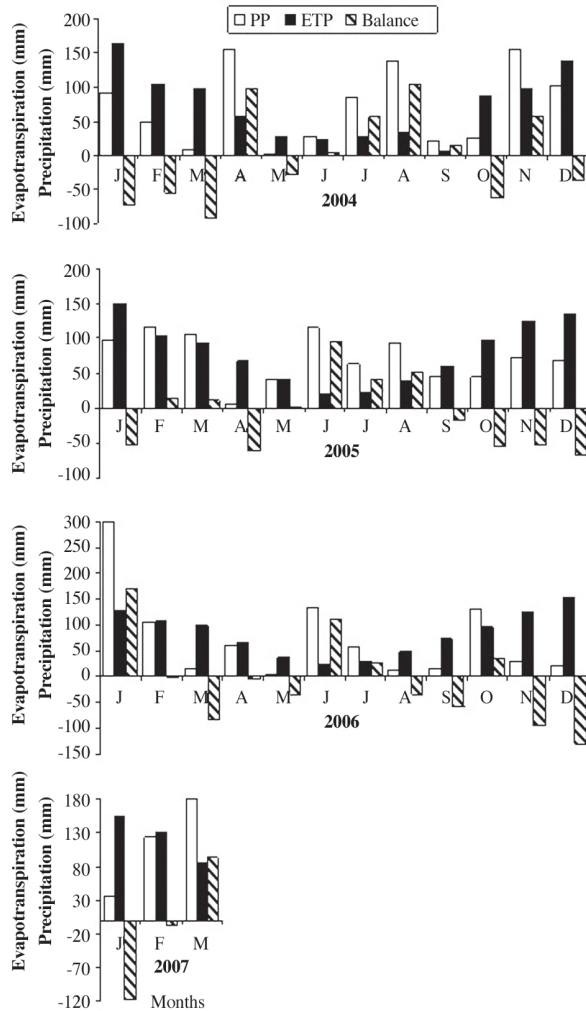 PP ETP Balance
Evapotranspiration (mm)
Precipitation (mm)
200
150
100
50
0
-50
-100
J F M A M J J A S O N D
2004
Evapotranspiration (mm)
Precipitation (mm)
200
150
100
50
0
-50
-100
J F M A M J J A S O N D
2005
Evapotranspiration (mm)
Precipitation (mm)
300
250
200
150
100
50
0
-50
-100
-150
J F M A M J J A S O N D
2006
Evapotranspiration (mm)
Precipitation (mm)
180
130
80
30
-20
-70
-120
J F M
2007
Months